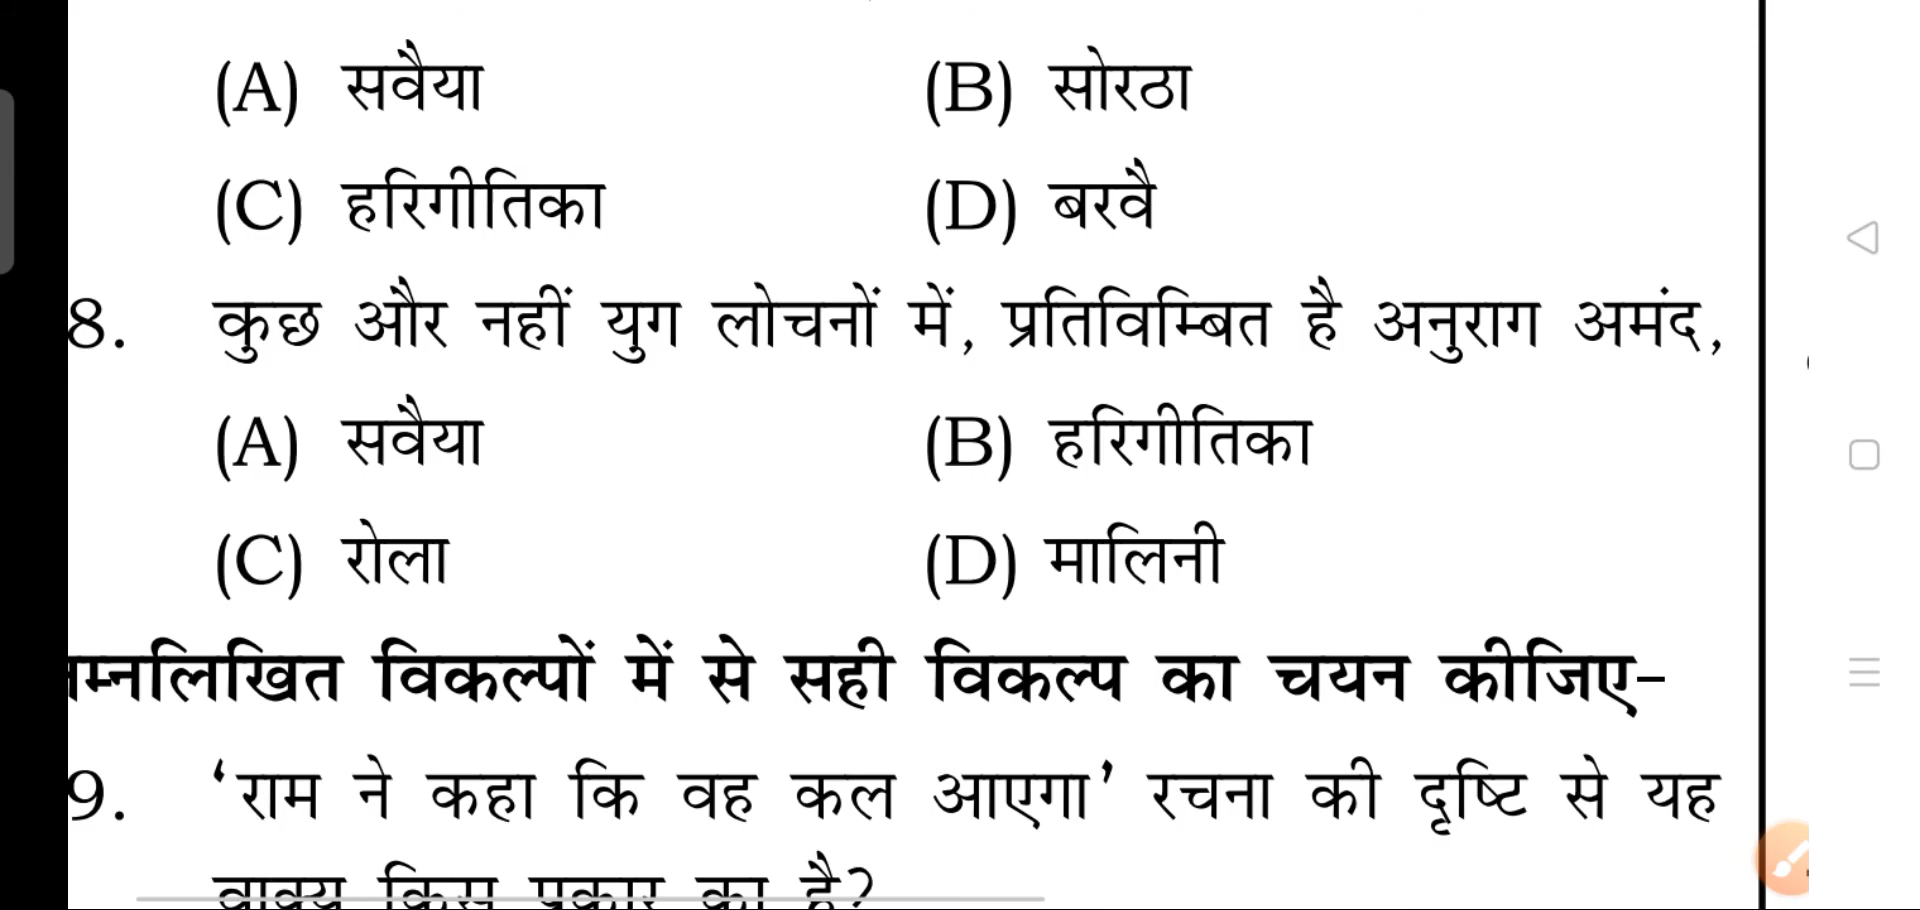 (A) सवैया (B) सोरठा
(C) हरिगीतिका (D) बरवै
8. कुछ और नहीं युग लोचनों में, प्रतिविम्बित है अनुराग अमंद,
(A) सवैया (B) हरिगीतिका
(C) रोला (D) मालिनी
म्नलिखित विकल्पों में से सही विकल्प का चयन कीजिए–
9. ‘राम ने कहा कि वह कल आएगा’ रचना की दृष्टि से यह
वाक्य किस प्रकार का है?